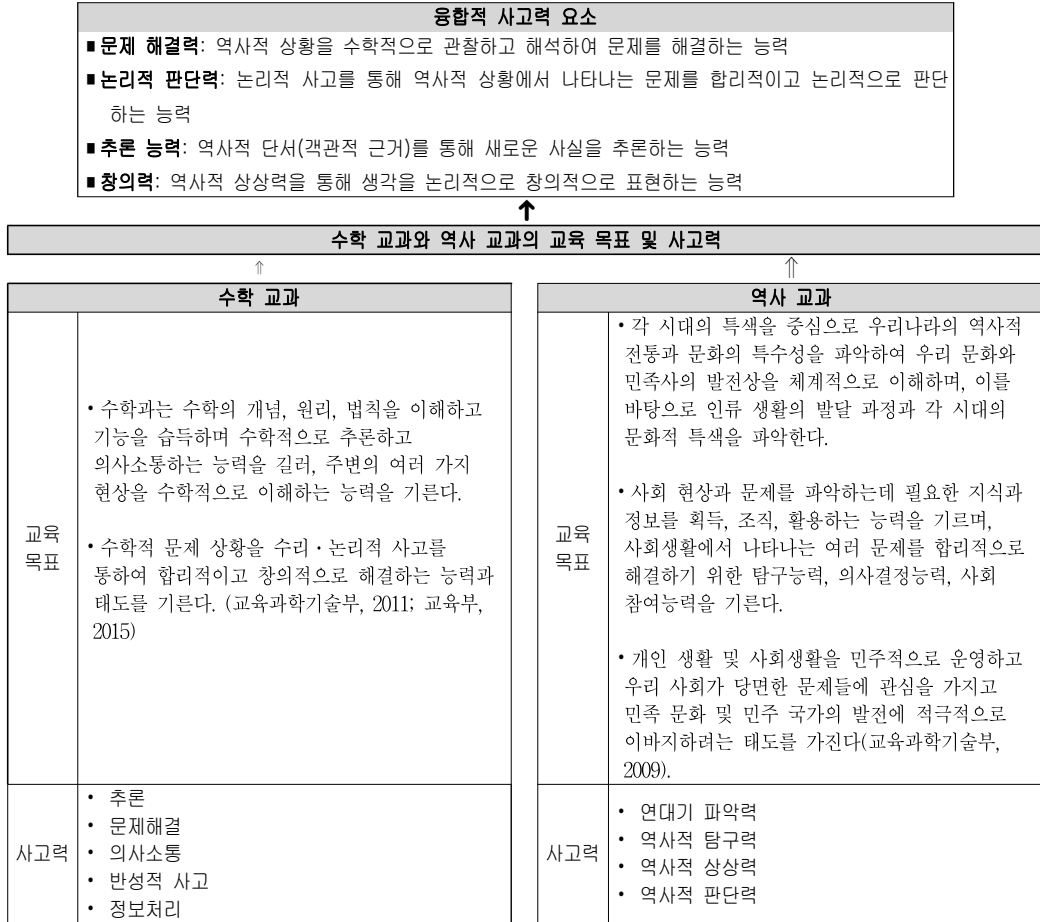 융합적 사고력 요소
■문제 해결력: 역사적 상황을 수학적으로 관찰하고 해석하여 문제를 해결하는 능력
■논리적 판단력: 논리적 사고를 통해 역사적 상황에서 나타나는 문제를 합리적이고 논리적으로 판단
하는 능력
■추론 능력: 역사적 단서(객관적 근거)를 통해 새로운 사실을 추론하는 능력
■창의력: 역사적 상상력을 통해 생각을 논리적으로 창의적으로 표현하는 능력
↑
수학 교과와 역사 교과의 교육 목표 및 사고력
⇑
⇑
수학 교과
교육
목표
• 수학과는 수학의 개념, 원리, 법칙을 이해하고
기능을 습득하며 수학적으로 추론하고
의사소통하는 능력을 길러, 주변의 여러 가지
현상을 수학적으로 이해하는 능력을 기른다.
• 수학적 문제 상황을 수리・논리적 사고를
통하여 합리적이고 창의적으로 해결하는 능력과
태도를 기른다. (교육과학기술부, 2011; 교육부,
2015)
사고력
• 추론
• 문제해결
• 의사소통
• 반성적 사고
• 정보처리
역사 교과
교육
목표
• 각 시대의 특색을 중심으로 우리나라의 역사적
전통과 문화의 특수성을 파악하여 우리 문화와
민족사의 발전상을 체계적으로 이해하며, 이를
바탕으로 인류 생활의 발달 과정과 각 시대의
문화적 특색을 파악한다.
• 사회 현상과 문제를 파악하는데 필요한 지식과
정보를 획득, 조직, 활용하는 능력을 기르며,
사회생활에서 나타나는 여러 문제를 합리적으로
해결하기 위한 탐구능력, 의사결정능력, 사회
참여능력을 기른다.
• 개인 생활 및 사회생활을 민주적으로 운영하고
우리 사회가 당면한 문제들에 관심을 가지고
민족 문화 및 민주 국가의 발전에 적극적으로
이바지하려는 태도를 가진다(교육과학기술부,
2009).
사고력
• 연대기 파악력
• 역사적 탐구력
• 역사적 상상력
• 역사적 판단력